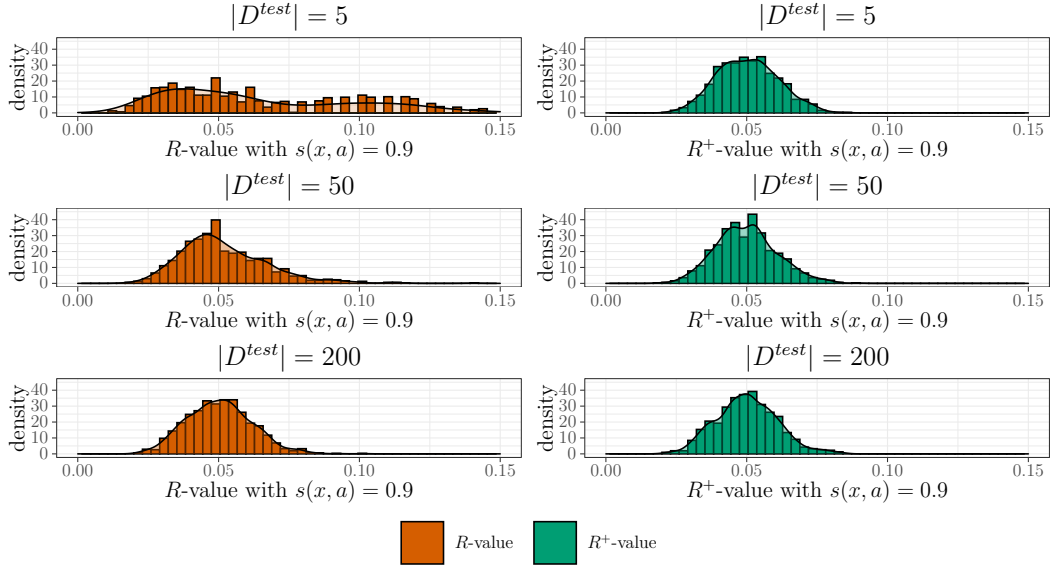 |D^{test}| = 5
|D^{test}| = 5
density
40
30
20
10
0
0.00 0.05 0.10 0.15
R-value with s(x, a) = 0.9
density
40
30
20
10
0
0.00 0.05 0.10 0.15
R^+-value with s(x, a) = 0.9
|D^{test}| = 50
|D^{test}| = 50
density
40
30
20
10
0
0.00 0.05 0.10 0.15
R-value with s(x, a) = 0.9
density
40
30
20
10
0
0.00 0.05 0.10 0.15
R^+-value with s(x, a) = 0.9
|D^{test}| = 200
|D^{test}| = 200
density
40
30
20
10
0
0.00 0.05 0.10 0.15
R-value with s(x, a) = 0.9
density
40
30
20
10
0
0.00 0.05 0.10 0.15
R^+-value with s(x, a) = 0.9
R-value
R^+-value